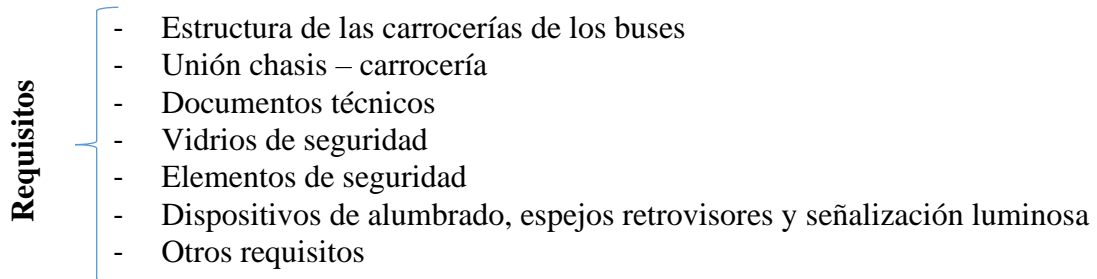 Requisitos
- Estructura de las carrocerías de los buses
- Unión chasis – carrocería
- Documentos técnicos
- Vidrios de seguridad
- Elementos de seguridad
- Dispositivos de alumbrado, espejos retrovisores y señalización luminosa
- Otros requisitos